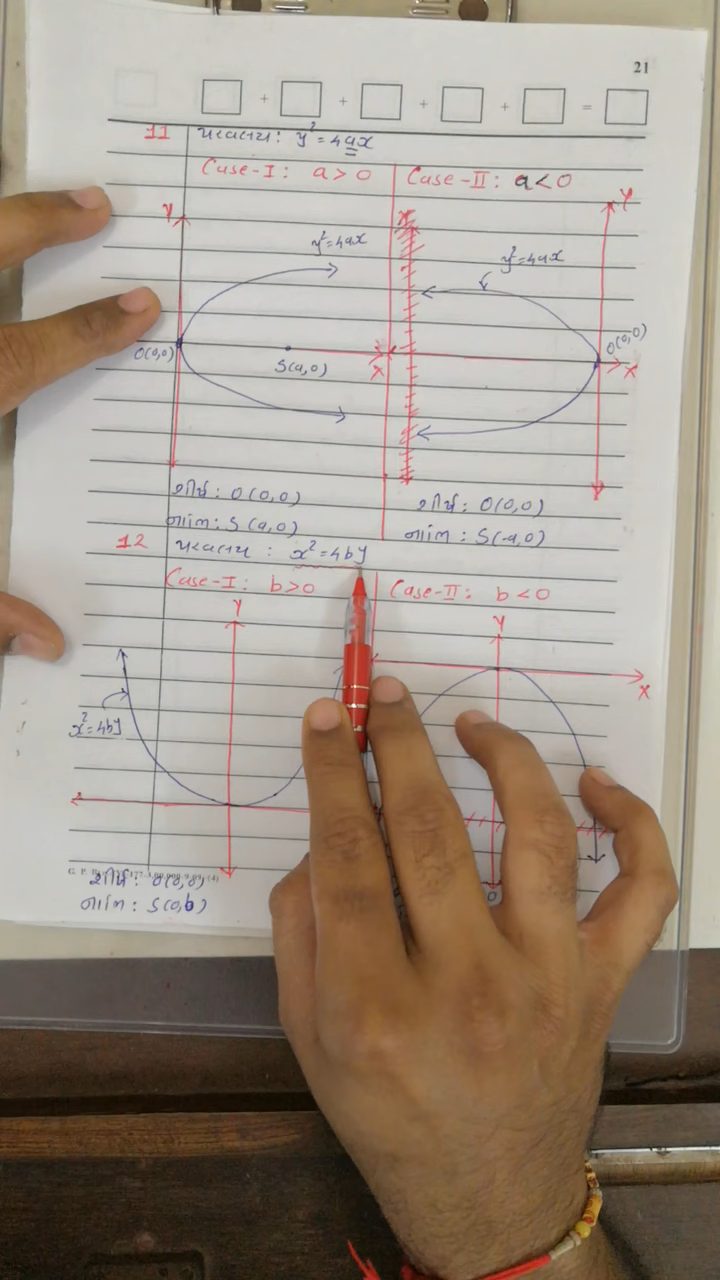 21
+ + + + =
11 પરવલય : y² = 4ax
Case-I : a > 0
Case-II : a < 0
Y
Y
y² = 4ax
y² = 4ax
O(0,0)
S(a,0)
X
O(0,0)
X
શીર્ષ : O(0,0)
શીર્ષ : O(0,0)
નાભિ : S(a,0)
નાભિ : S(-a,0)
12 પરવલય : x² = 4by
Case-I : b>0
Case-II : b<0
Y
Y
X
x² = 4by
શીર્ષ : O(0,0)
નાભિ : S(0,b)